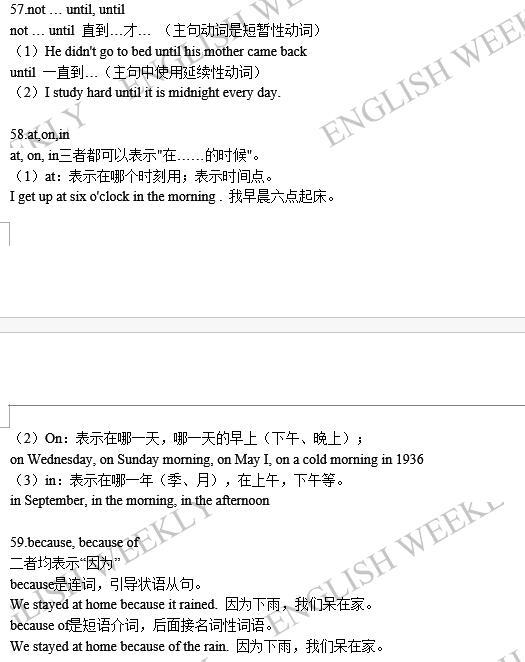 57.not … until, until
not … until 直到…才… （主句动词是短暂性动词）
（1）He didn't go to bed until his mother came back
until 一直到…（主句中使用延续性动词）
（2）I study hard until it is midnight every day.
58.at,on,in
at, on, in三者都可以表示"在……的时候"。
（1）at：表示在哪个时刻用；表示时间点。
I get up at six o'clock in the morning . 我早晨六点起床。
（2）On：表示在哪一天，哪一天的早上（下午、晚上）；
on Wednesday, on Sunday morning, on May I, on a cold morning in 1936
（3）in：表示在哪一年（季、月），在上午，下午等。
in September, in the morning, in the afternoon
59.because, because of
二者均表示“因为”
because是连词，引导状语从句。
We stayed at home because it rained. 因为下雨，我们呆在家。
because of是短语介词，后面接名词性词语。
We stayed at home because of the rain. 因为下雨，我们呆在家。
ENGLISH WEE
KLY
ENGLISH W
GLISH WEEKLY
ENGLISH WEEKL